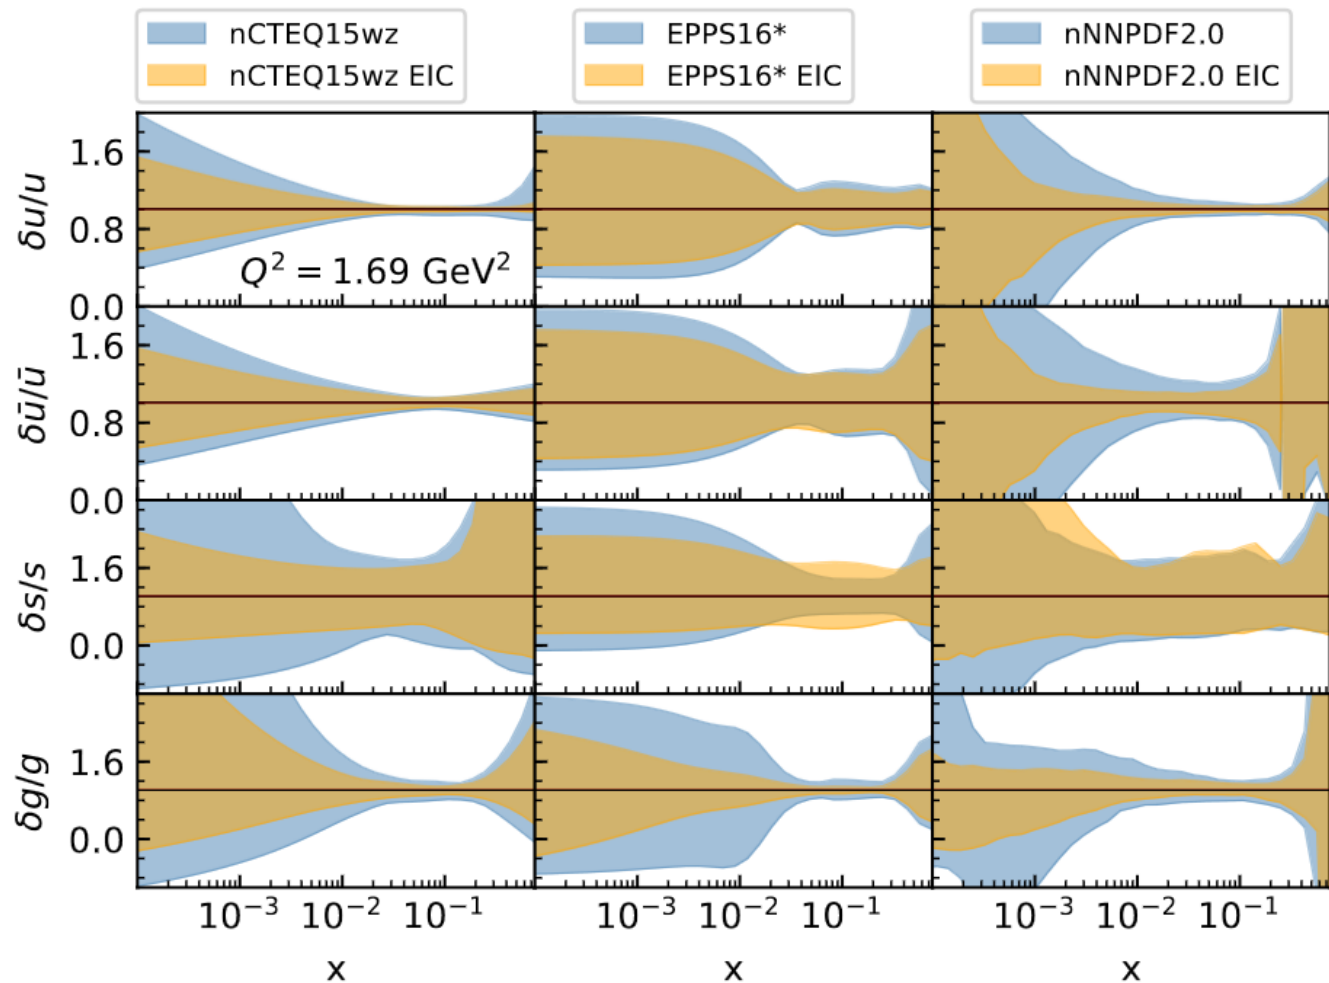 nCTEQ15wz
nCTEQ15wz EIC
EPPS16*
EPPS16* EIC
nNNPDF2.0
nNNPDF2.0 EIC
δu/u
1.6
0.8
0.0
Q² = 1.69 GeV²
δū/ū
1.6
0.8
0.0
δs/s
1.6
0.0
δg/g
1.6
0.0
10⁻³ 10⁻² 10⁻¹ 10⁻³ 10⁻² 10⁻¹ 10⁻³ 10⁻² 10⁻¹
x x x